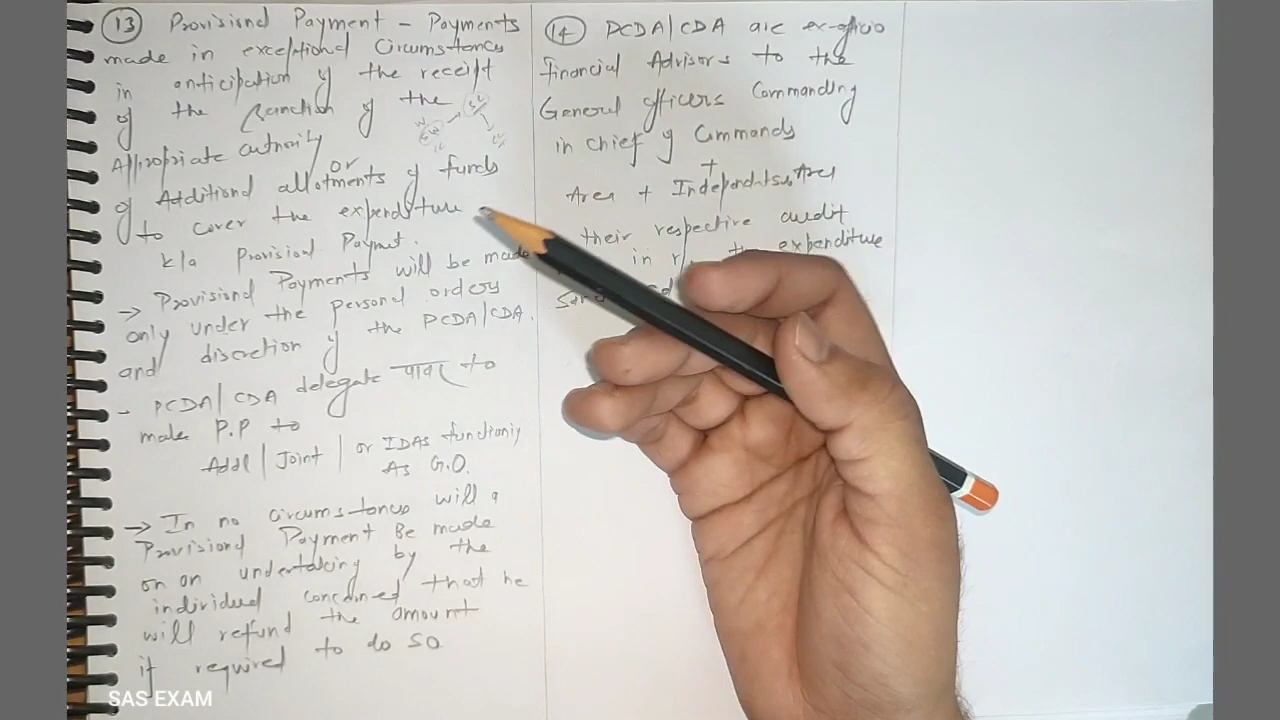 13 Provisional Payment - Payments
made in exceptional Circumstances
in anticipation of the receipt
of the sanction of the
Appropriate authority
or
of Additional allotments of funds
to cover the expenditure
k/a Provisional Paymnt.
→ Provisional Payments will be made
only under the personal orders
and discretion of the PCDA/CDA.
- PCDA/CDA delegate पावर to
make P.P to
Addl | Joint | or IDAS functioning
As G.O.
→ In no circumstances will a
Provisional Payment Be made
on an undertaking by the
individual concerned that he
will refund the amount
if required to do so
14 PCDA/CDA are ex-officio
financial Advisors to the
General officers Commanding
in chief of Commands
+
Area + Independent Area
their respective audit
in the expenditure
SAS EXAM